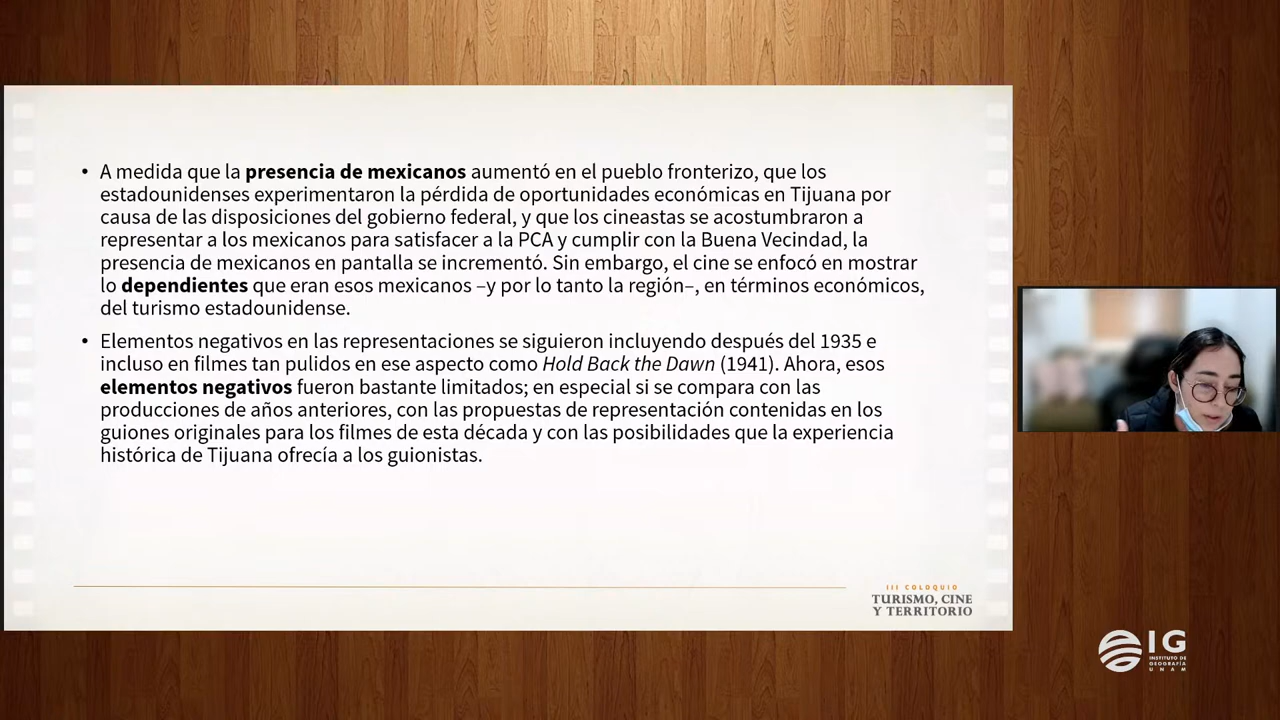 • A medida que la presencia de mexicanos aumentó en el pueblo fronterizo, que los
estadounidenses experimentaron la pérdida de oportunidades económicas en Tijuana por
causa de las disposiciones del gobierno federal, y que los cineastas se acostumbraron a
representar a los mexicanos para satisfacer a la PCA y cumplir con la Buena Vecindad, la
presencia de mexicanos en pantalla se incrementó. Sin embargo, el cine se enfocó en mostrar
lo dependientes que eran esos mexicanos –y por lo tanto la región–, en términos económicos,
del turismo estadounidense.
• Elementos negativos en las representaciones se siguieron incluyendo después del 1935 e
incluso en filmes tan pulidos en ese aspecto como Hold Back the Dawn (1941). Ahora, esos
elementos negativos fueron bastante limitados; en especial si se compara con las
producciones de años anteriores, con las propuestas de representación contenidas en los
guiones originales para los filmes de esta década y con las posibilidades que la experiencia
histórica de Tijuana ofrecía a los guionistas.
III COLOQUIO
TURISMO, CINE
Y TERRITORIO
IG
INSTITUTO DE
GEOGRAFÍA
UNAM